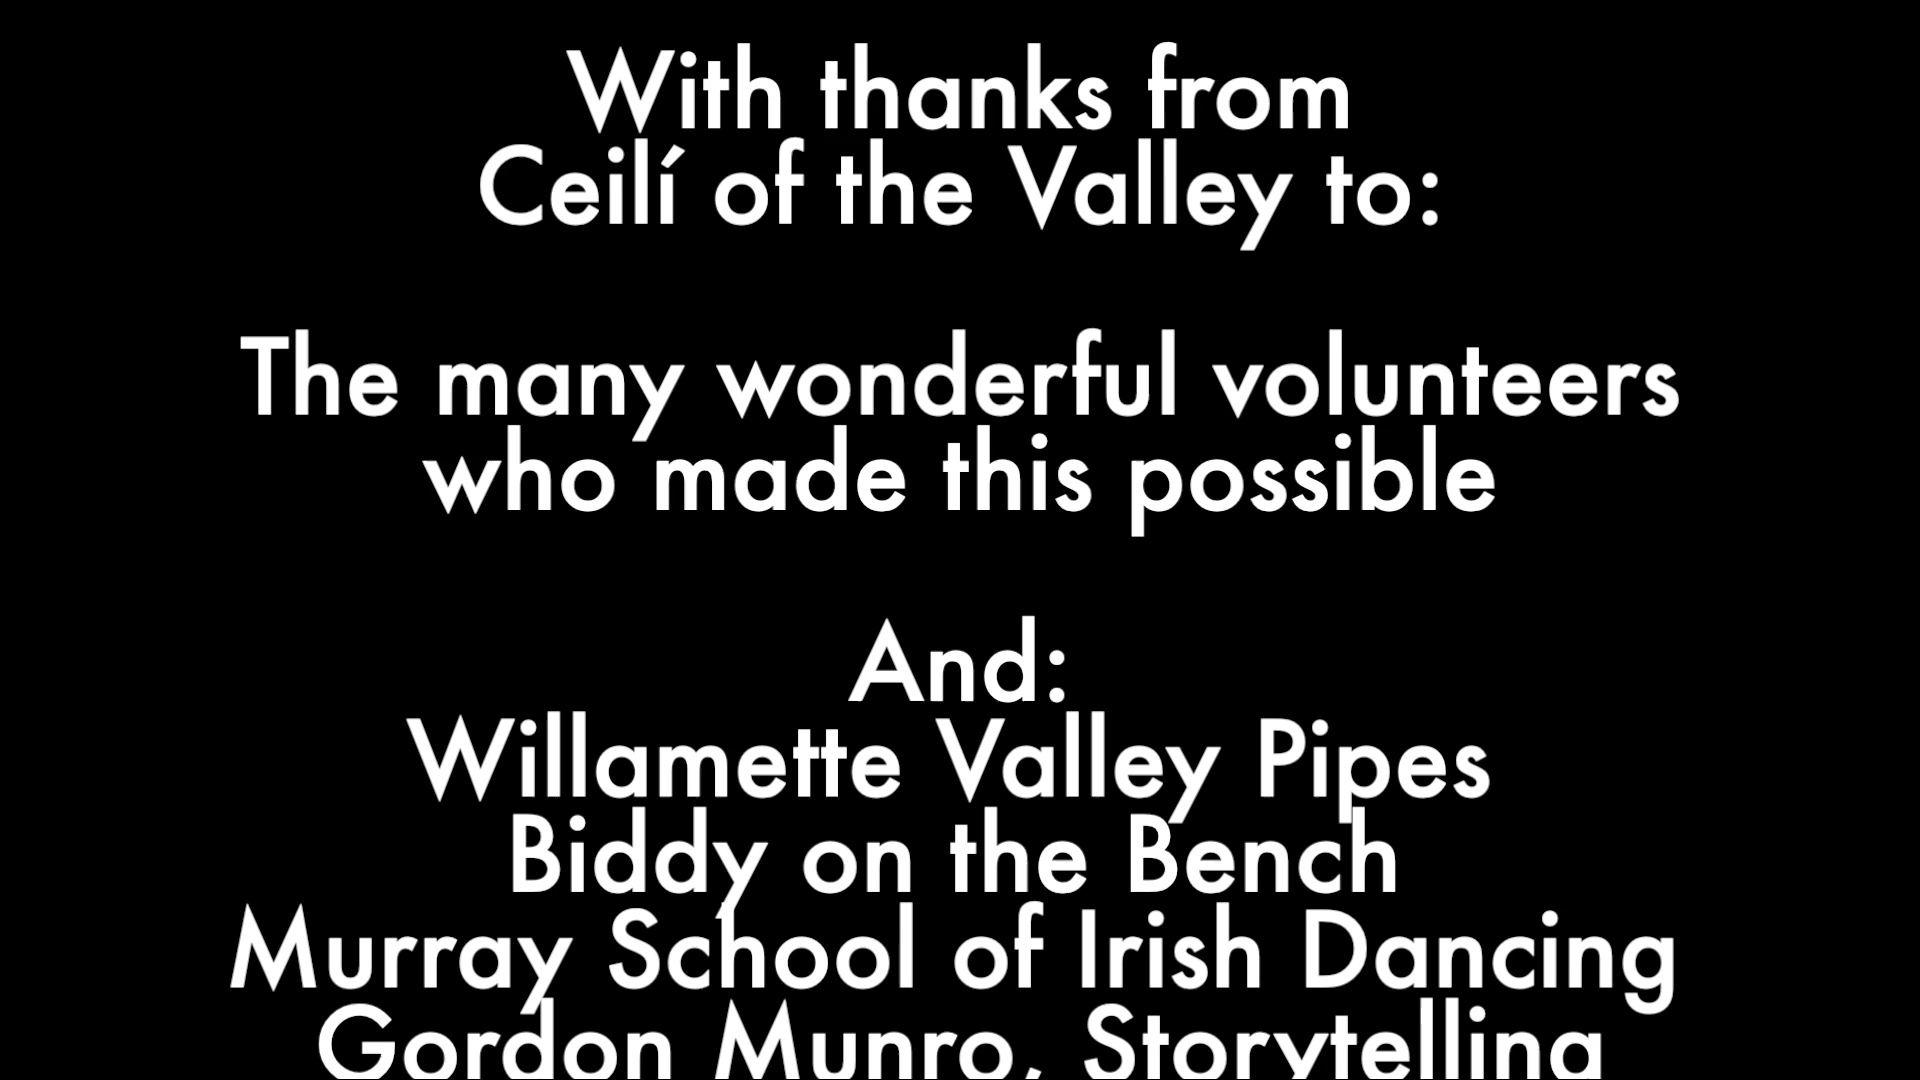 With thanks from
Ceilí of the Valley to:
The many wonderful volunteers
who made this possible
And:
Willamette Valley Pipes
Biddy on the Bench
Murray School of Irish Dancing
Gordon Munro, Storytelling